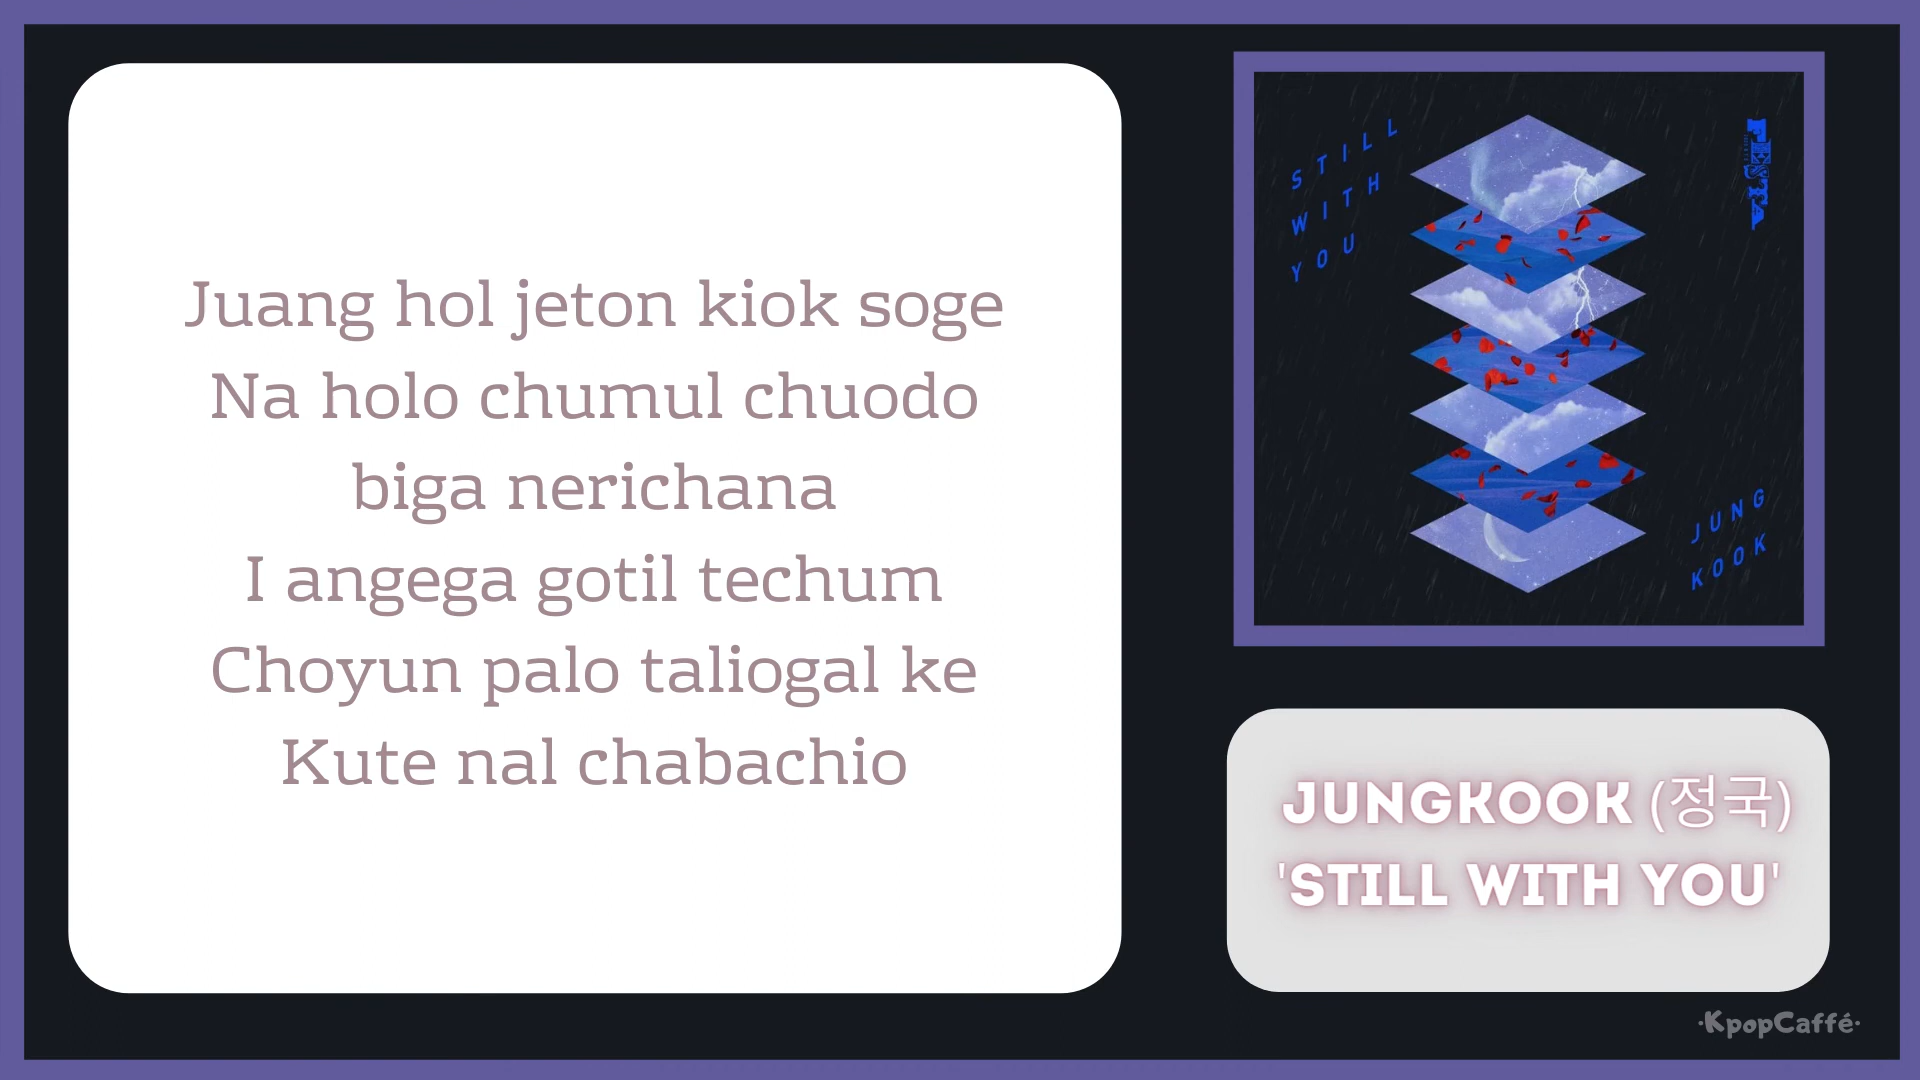 Juang hol jeton kiok soge
Na holo chumul chuodo
biga nerichana
I angega gotil techum
Choyun palo taliogal ke
Kute nal chabachio
STILL
WITH
YOU
FESTA
JUNG
KOOK
JUNGKOOK (정국)
'STILL WITH YOU'
·KpopCaffé·